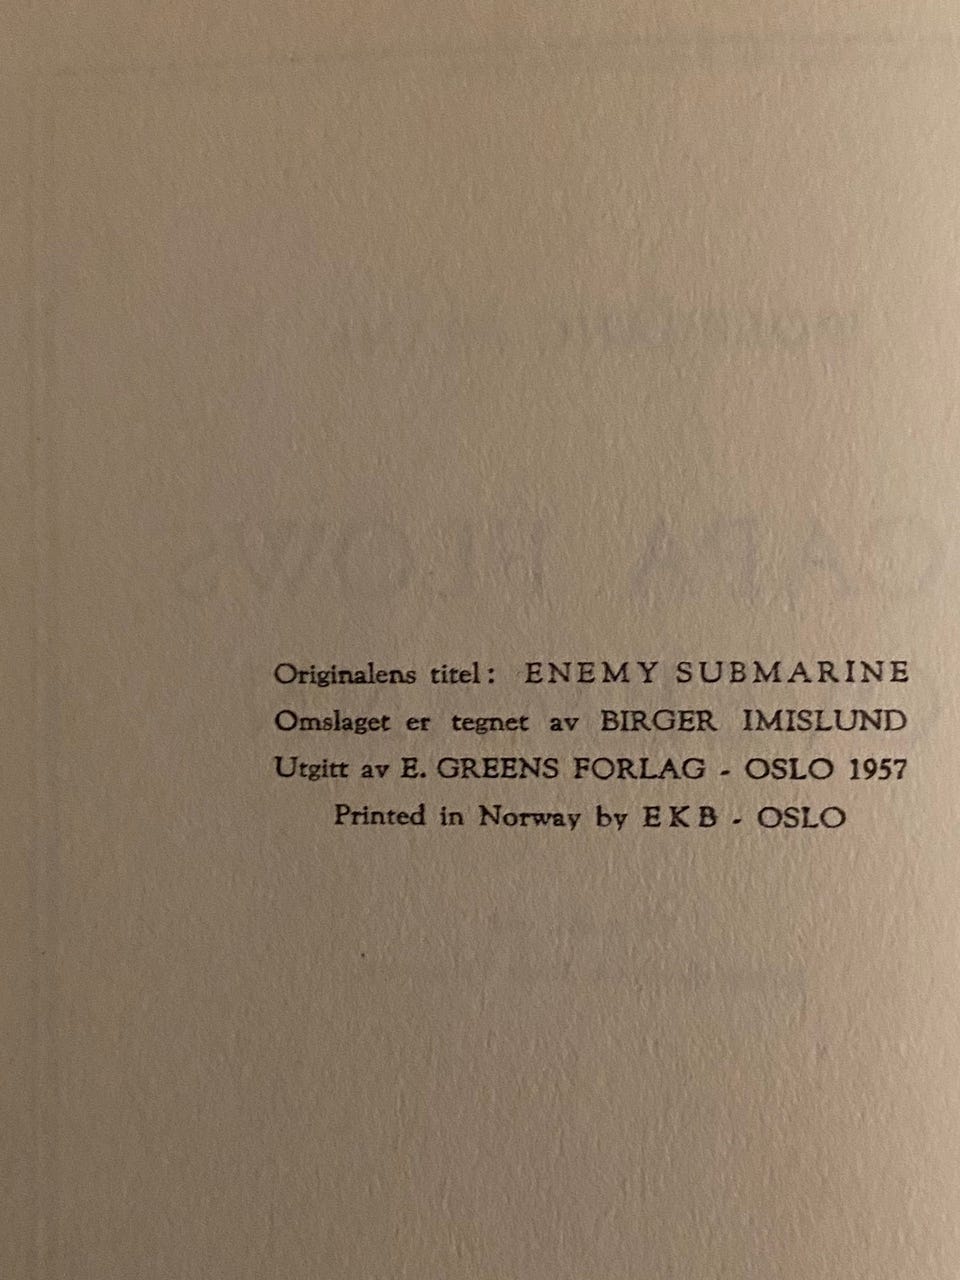 Originalens titel: ENEMY SUBMARINE
Omslaget er tegnet av BIRGER IMISLUND
Utgitt av E. GREENS FORLAG - OSLO 1957
Printed in Norway by EKB - OSLO